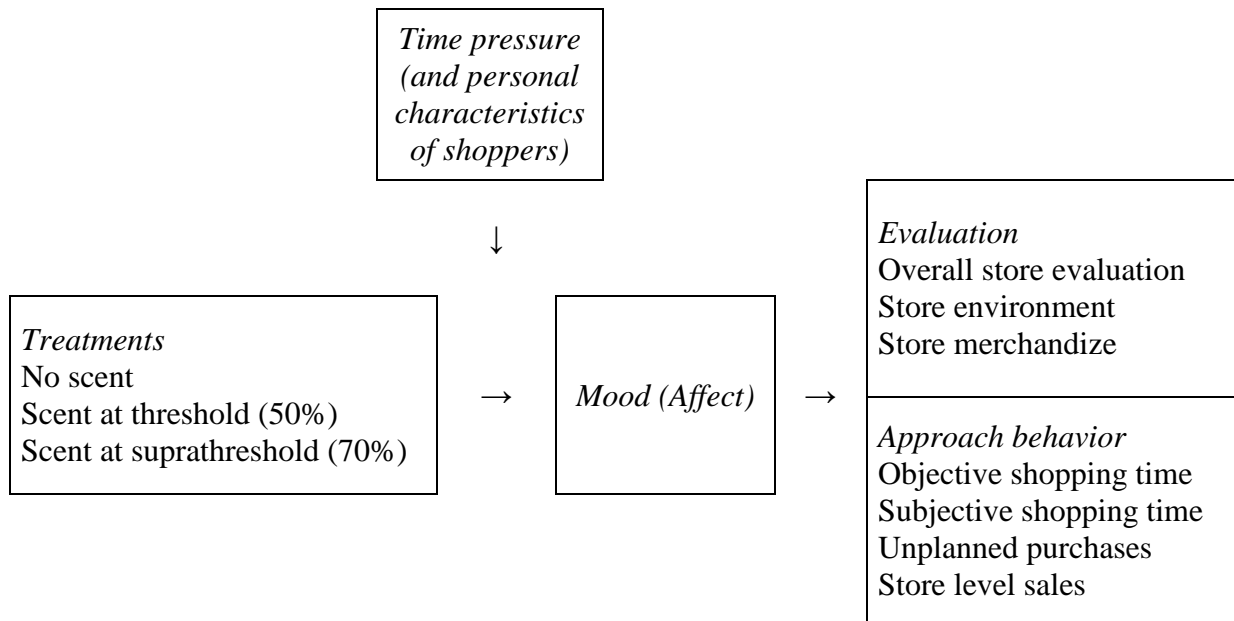 Time pressure
(and personal
characteristics
of shoppers)
↓
Treatments
No scent
Scent at threshold (50%)
Scent at suprathreshold (70%)
→
Mood (Affect)
→
Evaluation
Overall store evaluation
Store environment
Store merchandize
Approach behavior
Objective shopping time
Subjective shopping time
Unplanned purchases
Store level sales